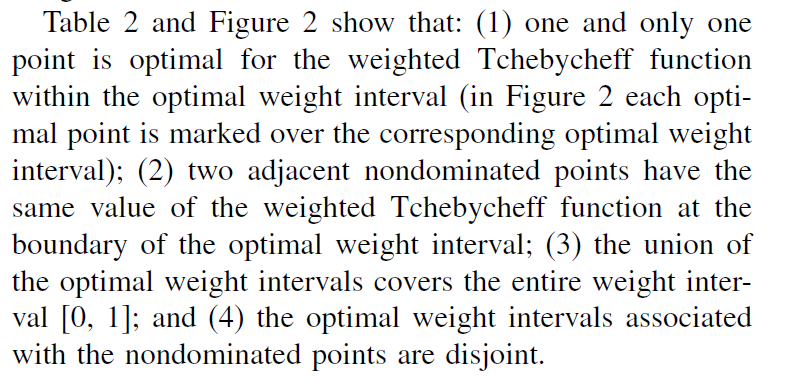 Table 2 and Figure 2 show that: (1) one and only one
point is optimal for the weighted Tchebycheff function
within the optimal weight interval (in Figure 2 each opti-
mal point is marked over the corresponding optimal weight
interval); (2) two adjacent nondominated points have the
same value of the weighted Tchebycheff function at the
boundary of the optimal weight interval; (3) the union of
the optimal weight intervals covers the entire weight inter-
val [0, 1]; and (4) the optimal weight intervals associated
with the nondominated points are disjoint.